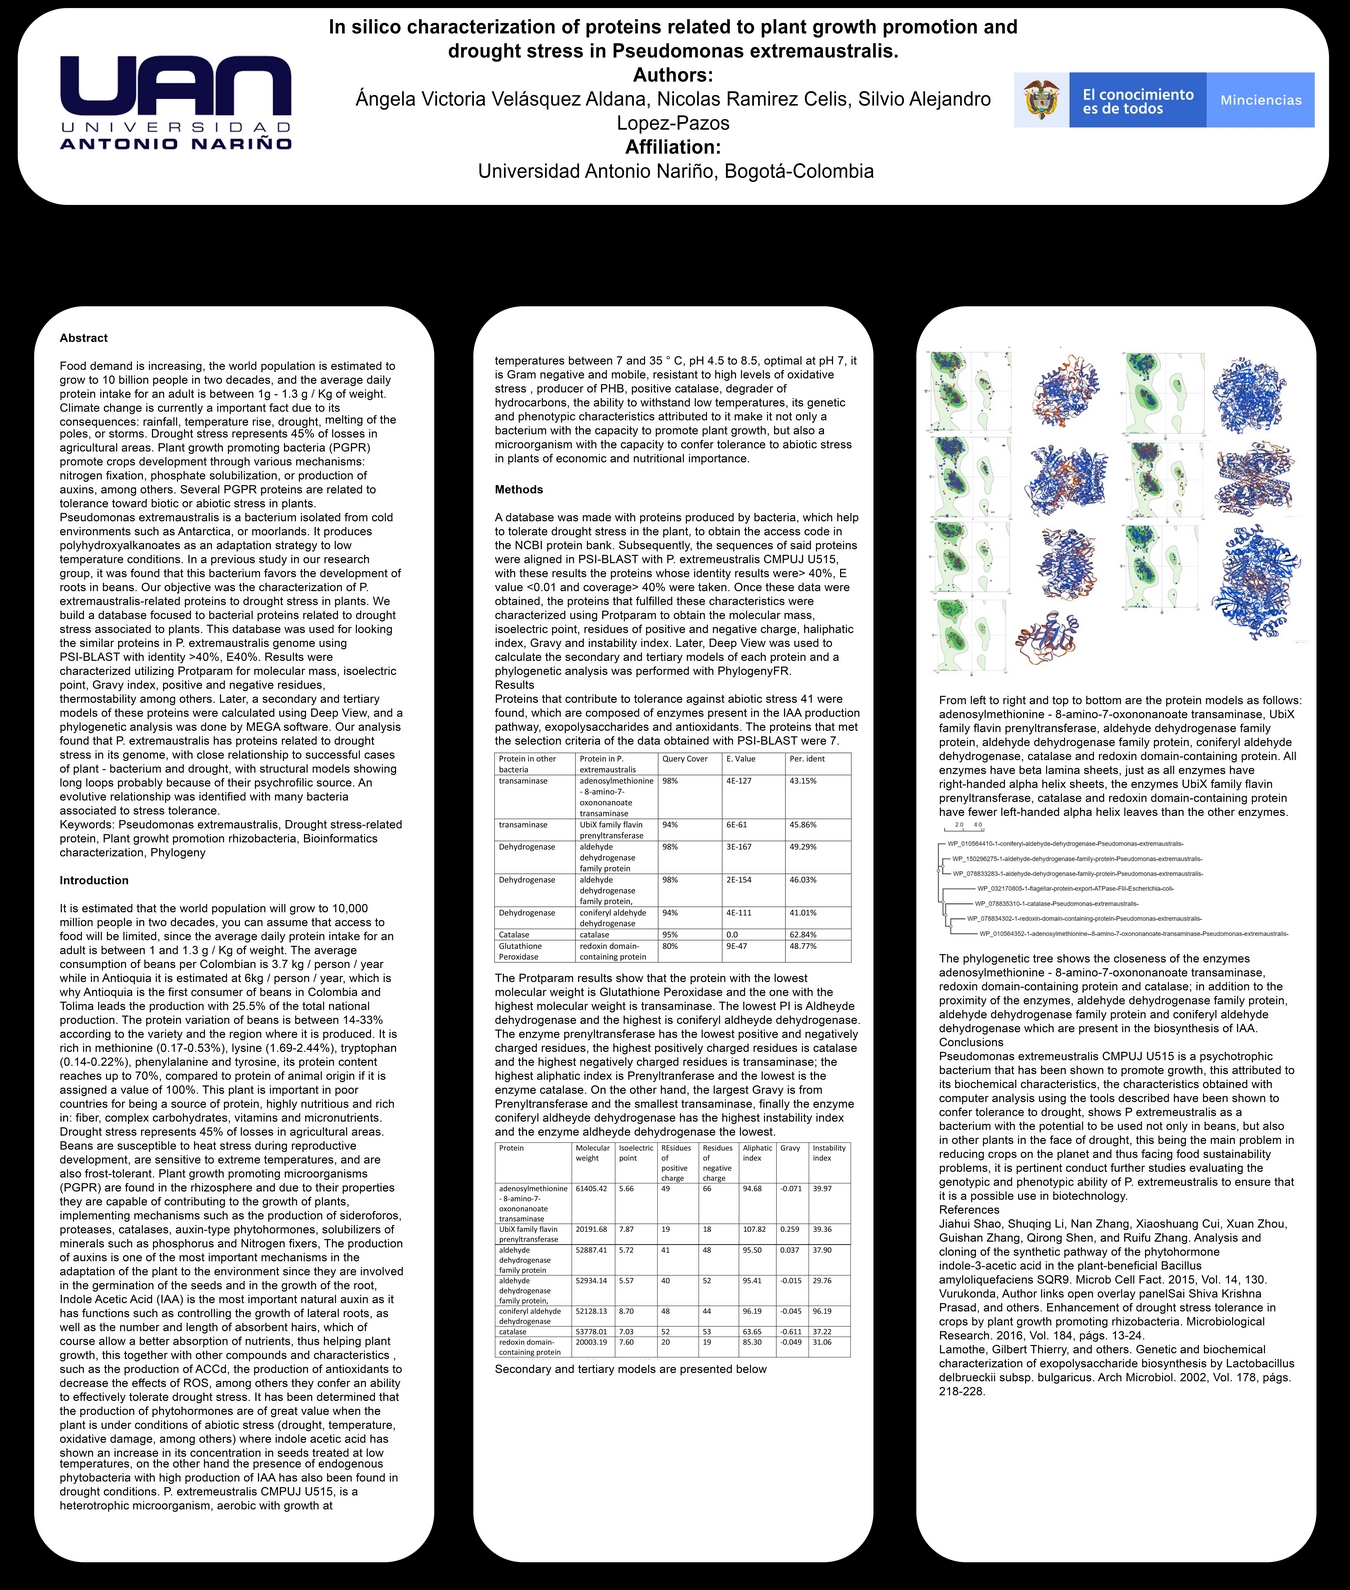 In silico characterization of proteins related to plant growth promotion and
drought stress in Pseudomonas extremaustralis.
Authors:
Ángela Victoria Velásquez Aldana, Nicolas Ramirez Celis, Silvio Alejandro
Lopez-Pazos
Affiliation:
Universidad Antonio Nariño, Bogotá-Colombia
UAN
UNIVERSIDAD
ANTONIO NARIÑO
El conocimiento
es de todos
Minciencias
Abstract
Food demand is increasing, the world population is estimated to
grow to 10 billion people in two decades, and the average daily
protein intake for an adult is between 1g - 1.3 g / Kg of weight.
Climate change is currently a important fact due to its
consequences: rainfall, temperature rise, drought, melting of the
poles, or storms. Drought stress represents 45% of losses in
agricultural areas. Plant growth promoting bacteria (PGPR)
promote crops development through various mechanisms:
nitrogen fixation, phosphate solubilization, or production of
auxins, among others. Several PGPR proteins are related to
tolerance toward biotic or abiotic stress in plants.
Pseudomonas extremaustralis is a bacterium isolated from cold
environments such as Antarctica, or moorlands. It produces
polyhydroxyalkanoates as an adaptation strategy to low
temperature conditions. In a previous study in our research
group, it was found that this bacterium favors the development of
roots in beans. Our objective was the characterization of P.
extremaustralis-related proteins to drought stress in plants. We
build a database focused to bacterial proteins related to drought
stress associated to plants. This database was used for looking
the similar proteins in P. extremaustralis genome using
PSI-BLAST with identity >40%, E40%. Results were
characterized utilizing Protparam for molecular mass, isoelectric
point, Gravy index, positive and negative residues,
thermostability among others. Later, a secondary and tertiary
models of these proteins were calculated using Deep View, and a
phylogenetic analysis was done by MEGA software. Our analysis
found that P. extremaustralis has proteins related to drought
stress in its genome, with close relationship to successful cases
of plant - bacterium and drought, with structural models showing
long loops probably because of their psychrofilic source. An
evolutive relationship was identified with many bacteria
associated to stress tolerance.
Keywords: Pseudomonas extremaustralis, Drought stress-related
protein, Plant growht promotion rhizobacteria, Bioinformatics
characterization, Phylogeny
Introduction
It is estimated that the world population will grow to 10,000
million people in two decades, you can assume that access to
food will be limited, since the average daily protein intake for an
adult is between 1 and 1.3 g / Kg of weight. The average
consumption of beans per Colombian is 3.7 kg / person / year
while in Antioquia it is estimated at 6kg / person / year, which is
why Antioquia is the first consumer of beans in Colombia and
Tolima leads the production with 25.5% of the total national
production. The protein variation of beans is between 14-33%
according to the variety and the region where it is produced. It is
rich in methionine (0.17-0.53%), lysine (1.69-2.44%), tryptophan
(0.14-0.22%), phenylalanine and tyrosine, its protein content
reaches up to 70%, compared to protein of animal origin if it is
assigned a value of 100%. This plant is important in poor
countries for being a source of protein, highly nutritious and rich
in: fiber, complex carbohydrates, vitamins and micronutrients.
Drought stress represents 45% of losses in agricultural areas.
Beans are susceptible to heat stress during reproductive
development, are sensitive to extreme temperatures, and are
also frost-tolerant. Plant growth promoting microorganisms
(PGPR) are found in the rhizosphere and due to their properties
they are capable of contributing to the growth of plants,
implementing mechanisms such as the production of sideroforos,
proteases, catalases, auxin-type phytohormones, solubilizers of
minerals such as phosphorus and Nitrogen fixers, The production
of auxins is one of the most important mechanisms in the
adaptation of the plant to the environment since they are involved
in the germination of the seeds and in the growth of the root,
Indole Acetic Acid (IAA) is the most important natural auxin as it
has functions such as controlling the growth of lateral roots, as
well as the number and length of absorbent hairs, which of
course allow a better absorption of nutrients, thus helping plant
growth, this together with other compounds and characteristics ,
such as the production of ACCd, the production of antioxidants to
decrease the effects of ROS, among others they confer an ability
to effectively tolerate drought stress. It has been determined that
the production of phytohormones are of great value when the
plant is under conditions of abiotic stress (drought, temperature,
oxidative damage, among others) where indole acetic acid has
shown an increase in its concentration in seeds treated at low
temperatures, on the other hand the presence of endogenous
phytobacteria with high production of IAA has also been found in
drought conditions. P. extremeustralis CMPUJ U515, is a
heterotrophic microorganism, aerobic with growth at
temperatures between 7 and 35 ° C, pH 4.5 to 8.5, optimal at pH 7, it
is Gram negative and mobile, resistant to high levels of oxidative
stress , producer of PHB, positive catalase, degrader of
hydrocarbons, the ability to withstand low temperatures, its genetic
and phenotypic characteristics attributed to it make it not only a
bacterium with the capacity to promote plant growth, but also a
microorganism with the capacity to confer tolerance to abiotic stress
in plants of economic and nutritional importance.
Methods
A database was made with proteins produced by bacteria, which help
to tolerate drought stress in the plant, to obtain the access code in
the NCBI protein bank. Subsequently, the sequences of said proteins
were aligned in PSI-BLAST with P. extremeustralis CMPUJ U515,
with these results the proteins whose identity results were> 40%, E
value <0.01 and coverage> 40% were taken. Once these data were
obtained, the proteins that fulfilled these characteristics were
characterized using Protparam to obtain the molecular mass,
isoelectric point, residues of positive and negative charge, haliphatic
index, Gravy and instability index. Later, Deep View was used to
calculate the secondary and tertiary models of each protein and a
phylogenetic analysis was performed with PhylogenyFR.
Results
Proteins that contribute to tolerance against abiotic stress 41 were
found, which are composed of enzymes present in the IAA production
pathway, exopolysaccharides and antioxidants. The proteins that met
the selection criteria of the data obtained with PSI-BLAST were 7.
Protein in other bacteria | Protein in P. extremaustralis | Query Cover | E. Value | Per. ident
transaminase | adenosylmethionine - 8-amino-7-oxononanoate transaminase | 98% | 4E-127 | 43.15%
transaminase | UbiX family flavin prenyltransferase | 94% | 6E-61 | 45.86%
Dehydrogenase | aldehyde dehydrogenase family protein | 98% | 3E-167 | 49.29%
Dehydrogenase | aldehyde dehydrogenase family protein, | 98% | 2E-154 | 46.03%
Dehydrogenase | coniferyl aldehyde dehydrogenase | 94% | 4E-111 | 41.01%
Catalase | catalase | 95% | 0.0 | 62.84%
Glutathione Peroxidase | redoxin domain-containing protein | 80% | 9E-47 | 48.77%
The Protparam results show that the protein with the lowest
molecular weight is Glutathione Peroxidase and the one with the
highest molecular weight is transaminase. The lowest PI is Aldheyde
dehydrogenase and the highest is coniferyl aldheyde dehydrogenase.
The enzyme prenyltransferase has the lowest positive and negatively
charged residues, the highest positively charged residues is catalase
and the highest negatively charged residues is transaminase; the
highest aliphatic index is Prenyltranferase and the lowest is the
enzyme catalase. On the other hand, the largest Gravy is from
Prenyltransferase and the smallest transaminase, finally the enzyme
coniferyl aldheyde dehydrogenase has the highest instability index
and the enzyme aldheyde dehydrogenase the lowest.
Protein | Molecular weight | Isoelectric point | REsidues of positive charge | Residues of negative charge | Aliphatic index | Gravy | Instability index
adenosylmethionine - 8-amino-7-oxononanoate transaminase | 61405.42 | 5.66 | 49 | 66 | 94.68 | -0.071 | 39.97
UbiX family flavin prenyltransferase | 20191.68 | 7.87 | 19 | 18 | 107.82 | 0.259 | 39.36
aldehyde dehydrogenase family protein | 52887.41 | 5.72 | 41 | 48 | 95.50 | 0.037 | 37.90
aldehyde dehydrogenase family protein, | 52934.14 | 5.57 | 40 | 52 | 95.41 | -0.015 | 29.76
coniferyl aldehyde dehydrogenase | 52128.13 | 8.70 | 48 | 44 | 96.19 | -0.045 | 96.19
catalase | 53778.01 | 7.03 | 52 | 53 | 63.65 | -0.611 | 37.22
redoxin domain-containing protein | 20003.19 | 7.60 | 20 | 19 | 85.30 | -0.049 | 31.06
Secondary and tertiary models are presented below
From left to right and top to bottom are the protein models as follows:
adenosylmethionine - 8-amino-7-oxononanoate transaminase, UbiX
family flavin prenyltransferase, aldehyde dehydrogenase family
protein, aldehyde dehydrogenase family protein, coniferyl aldehyde
dehydrogenase, catalase and redoxin domain-containing protein. All
enzymes have beta lamina sheets, just as all enzymes have
right-handed alpha helix sheets, the enzymes UbiX family flavin
prenyltransferase, catalase and redoxin domain-containing protein
have fewer left-handed alpha helix leaves than the other enzymes.
2.0 4.0
WP_010564410-1-coniferyl-aldehyde-dehydrogenase-Pseudomonas-extremaustralis-
WP_150296275-1-aldehyde-dehydrogenase-family-protein-Pseudomonas-extremaustralis-
WP_078833283-1-aldehyde-dehydrogenase-family-protein-Pseudomonas-extremaustralis-
WP_032170805-1-flagellar-protein-export-ATPase-FliI-Escherichia-coli-
WP_078835310-1-catalase-Pseudomonas-extremaustralis-
WP_078834302-1-redoxin-domain-containing-protein-Pseudomonas-extremaustralis-
WP_010564352-1-adenosylmethionine--8-amino-7-oxononanoate-transaminase-Pseudomonas-extremaustralis-
The phylogenetic tree shows the closeness of the enzymes
adenosylmethionine - 8-amino-7-oxononanoate transaminase,
redoxin domain-containing protein and catalase; in addition to the
proximity of the enzymes, aldehyde dehydrogenase family protein,
aldehyde dehydrogenase family protein and coniferyl aldehyde
dehydrogenase which are present in the biosynthesis of IAA.
Conclusions
Pseudomonas extremeustralis CMPUJ U515 is a psychotrophic
bacterium that has been shown to promote growth, this attributed to
its biochemical characteristics, the characteristics obtained with
computer analysis using the tools described have been shown to
confer tolerance to drought, shows P extremeustralis as a
bacterium with the potential to be used not only in beans, but also
in other plants in the face of drought, this being the main problem in
reducing crops on the planet and thus facing food sustainability
problems, it is pertinent conduct further studies evaluating the
genotypic and phenotypic ability of P. extremeustralis to ensure that
it is a possible use in biotechnology.
References
Jiahui Shao, Shuqing Li, Nan Zhang, Xiaoshuang Cui, Xuan Zhou,
Guishan Zhang, Qirong Shen, and Ruifu Zhang. Analysis and
cloning of the synthetic pathway of the phytohormone
indole-3-acetic acid in the plant-beneficial Bacillus
amyloliquefaciens SQR9. Microb Cell Fact. 2015, Vol. 14, 130.
Vurukonda, Author links open overlay panelSai Shiva Krishna
Prasad, and others. Enhancement of drought stress tolerance in
crops by plant growth promoting rhizobacteria. Microbiological
Research. 2016, Vol. 184, págs. 13-24.
Lamothe, Gilbert Thierry, and others. Genetic and biochemical
characterization of exopolysaccharide biosynthesis by Lactobacillus
delbrueckii subsp. bulgaricus. Arch Microbiol. 2002, Vol. 178, págs.
218-228.